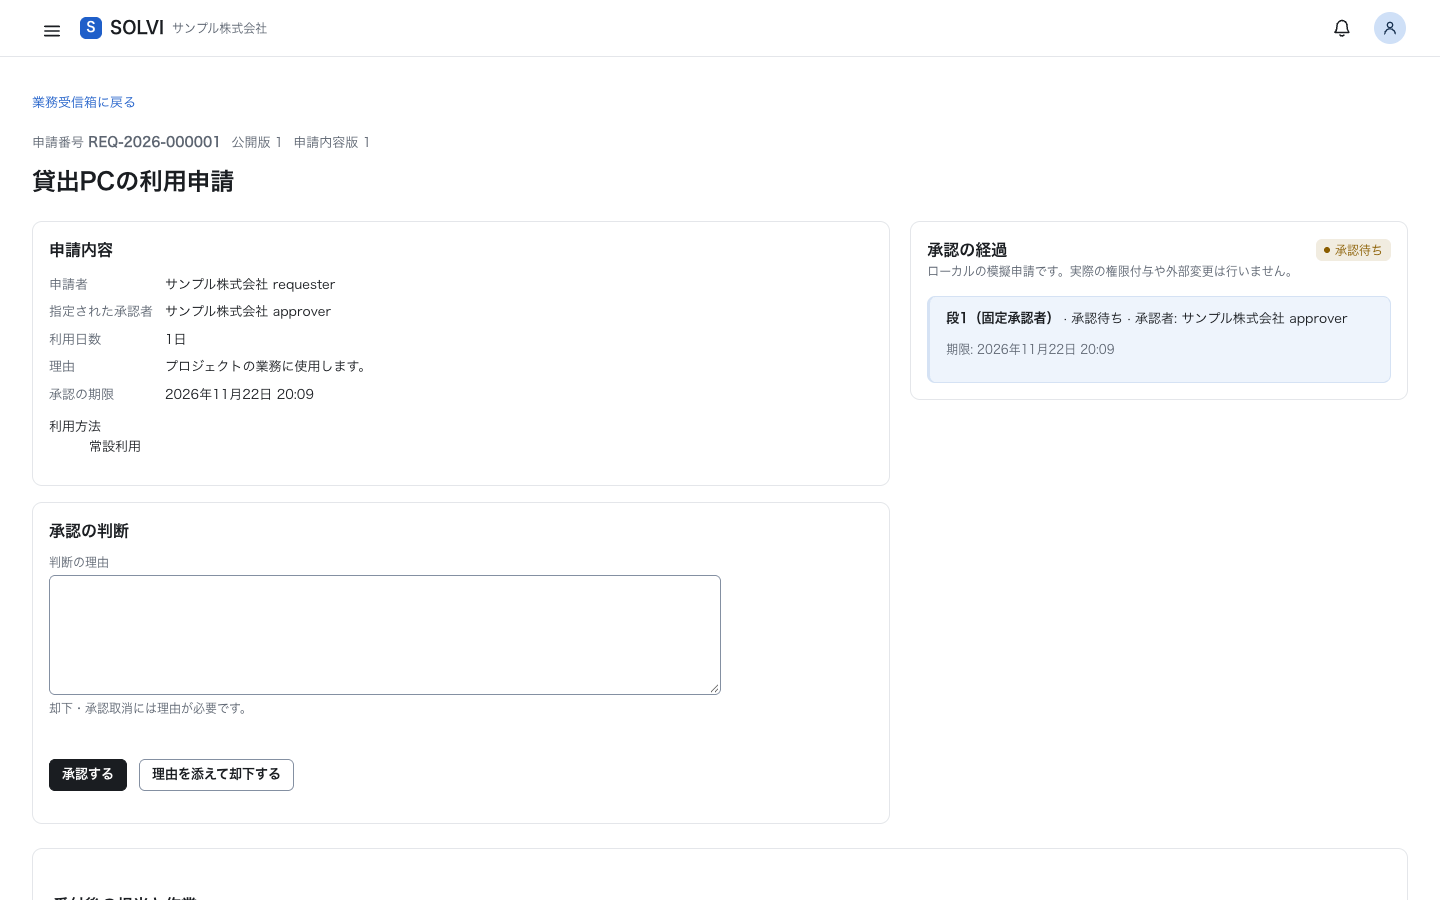 S SOLVI サンプル株式会社
業務受信箱に戻る
申請番号 REQ-2026-000001 公開版 1 申請内容版 1
貸出PCの利用申請
申請内容
申請者 サンプル株式会社 requester
指定された承認者 サンプル株式会社 approver
利用日数 1日
理由 プロジェクトの業務に使用します。
承認の期限 2026年11月22日 20:09
利用方法
常設利用
承認の経過 承認待ち
ローカルの模擬申請です。実際の権限付与や外部変更は行いません。
段1（固定承認者） · 承認待ち · 承認者: サンプル株式会社 approver
期限: 2026年11月22日 20:09
承認の判断
判断の理由
却下・承認取消には理由が必要です。
承認する 理由を添えて却下する